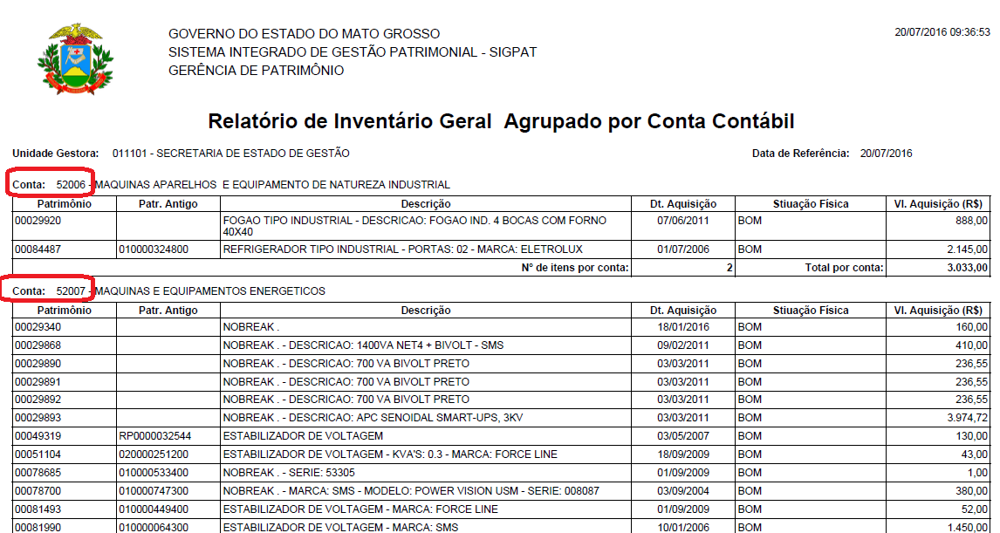 GOVERNO DO ESTADO DO MATO GROSSO 20/07/2016 09:36:53
SISTEMA INTEGRADO DE GESTÃO PATRIMONIAL - SIGPAT
GERÊNCIA DE PATRIMÔNIO
Relatório de Inventário Geral Agrupado por Conta Contábil
Unidade Gestora: 011101 - SECRETARIA DE ESTADO DE GESTÃO Data de Referência: 20/07/2016
Conta: 52006 - MAQUINAS APARELHOS E EQUIPAMENTO DE NATUREZA INDUSTRIAL
Patrimônio Patr. Antigo Descrição Dt. Aquisição Stiuação Física Vl. Aquisição (R$)
00029920 FOGAO TIPO INDUSTRIAL - DESCRICAO: FOGAO IND. 4 BOCAS COM FORNO 07/06/2011 BOM 888,00
40X40
00084487 010000324800 REFRIGERADOR TIPO INDUSTRIAL - PORTAS: 02 - MARCA: ELETROLUX 01/07/2006 BOM 2.145,00
Nº de itens por conta: 2 Total por conta: 3.033,00
Conta: 52007 - MAQUINAS E EQUIPAMENTOS ENERGETICOS
Patrimônio Patr. Antigo Descrição Dt. Aquisição Stiuação Física Vl. Aquisição (R$)
00029340 NOBREAK . 18/01/2016 BOM 160,00
00029868 NOBREAK . - DESCRICAO: 1400VA NET4 + BIVOLT - SMS 09/02/2011 BOM 410,00
00029890 NOBREAK . - DESCRICAO: 700 VA BIVOLT PRETO 03/03/2011 BOM 236,55
00029891 NOBREAK . - DESCRICAO: 700 VA BIVOLT PRETO 03/03/2011 BOM 236,55
00029892 NOBREAK . - DESCRICAO: 700 VA BIVOLT PRETO 03/03/2011 BOM 236,55
00029893 NOBREAK . - DESCRICAO: APC SENOIDAL SMART-UPS, 3KV 03/03/2011 BOM 3.974,72
00049319 RP0000032544 ESTABILIZADOR DE VOLTAGEM 03/05/2007 BOM 130,00
00051104 020000251200 ESTABILIZADOR DE VOLTAGEM - KVA'S: 0.3 - MARCA: FORCE LINE 18/09/2009 BOM 43,00
00078685 010000533400 NOBREAK . - SERIE: 53305 01/09/2009 BOM 1,00
00078700 010000747300 NOBREAK . - MARCA: SMS - MODELO: POWER VISION USM - SERIE: 008087 03/09/2004 BOM 380,00
00081493 010000449400 ESTABILIZADOR DE VOLTAGEM - MARCA: FORCE LINE 01/09/2009 BOM 52,00
00081990 010000064300 ESTABILIZADOR DE VOLTAGEM - MARCA: SMS 10/01/2006 BOM 1.450,00